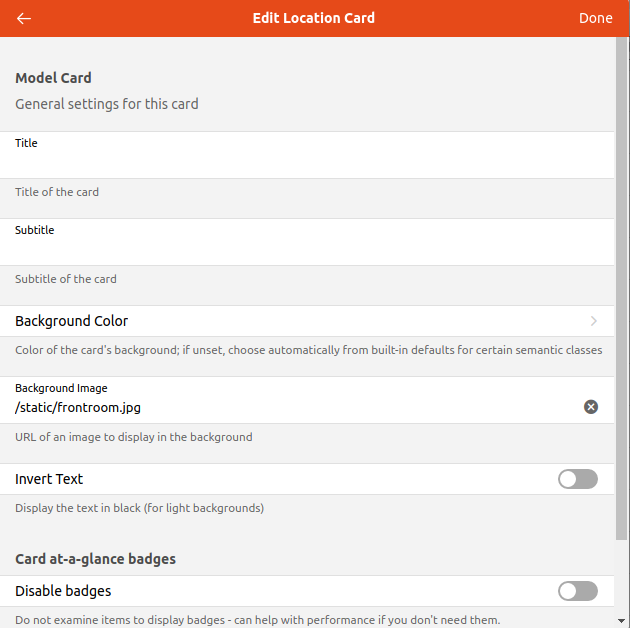 Edit Location Card
Done
Model Card
General settings for this card
Title
Title of the card
Subtitle
Subtitle of the card
Background Color
Color of the card's background; if unset, choose automatically from built-in defaults for certain semantic classes
Background Image
/static/frontroom.jpg
URL of an image to display in the background
Invert Text
Display the text in black (for light backgrounds)
Card at-a-glance badges
Disable badges
Do not examine items to display badges - can help with performance if you don't need them.